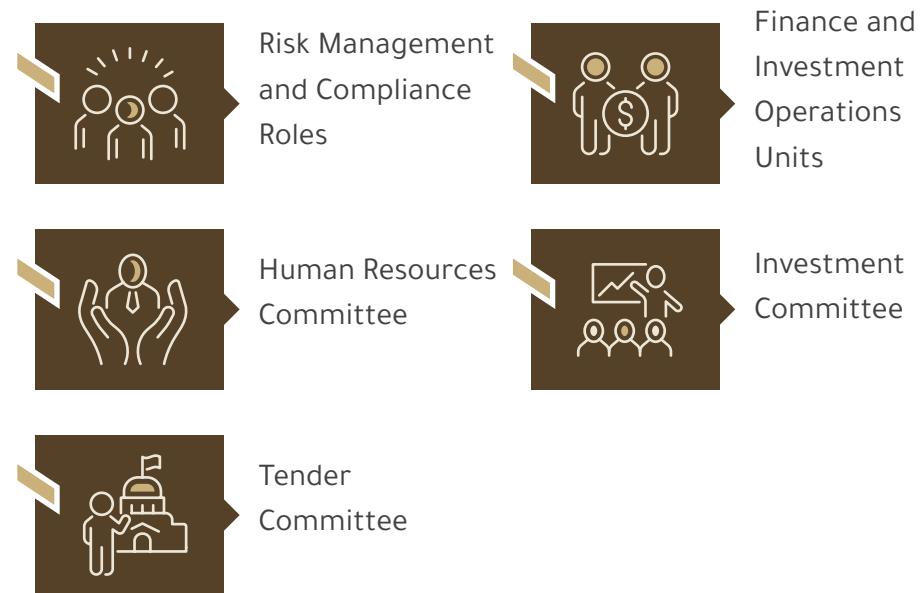 Risk Management
and Compliance
Roles
Finance and
Investment
Operations
Units
Human Resources
Committee
Investment
Committee
Tender
Committee